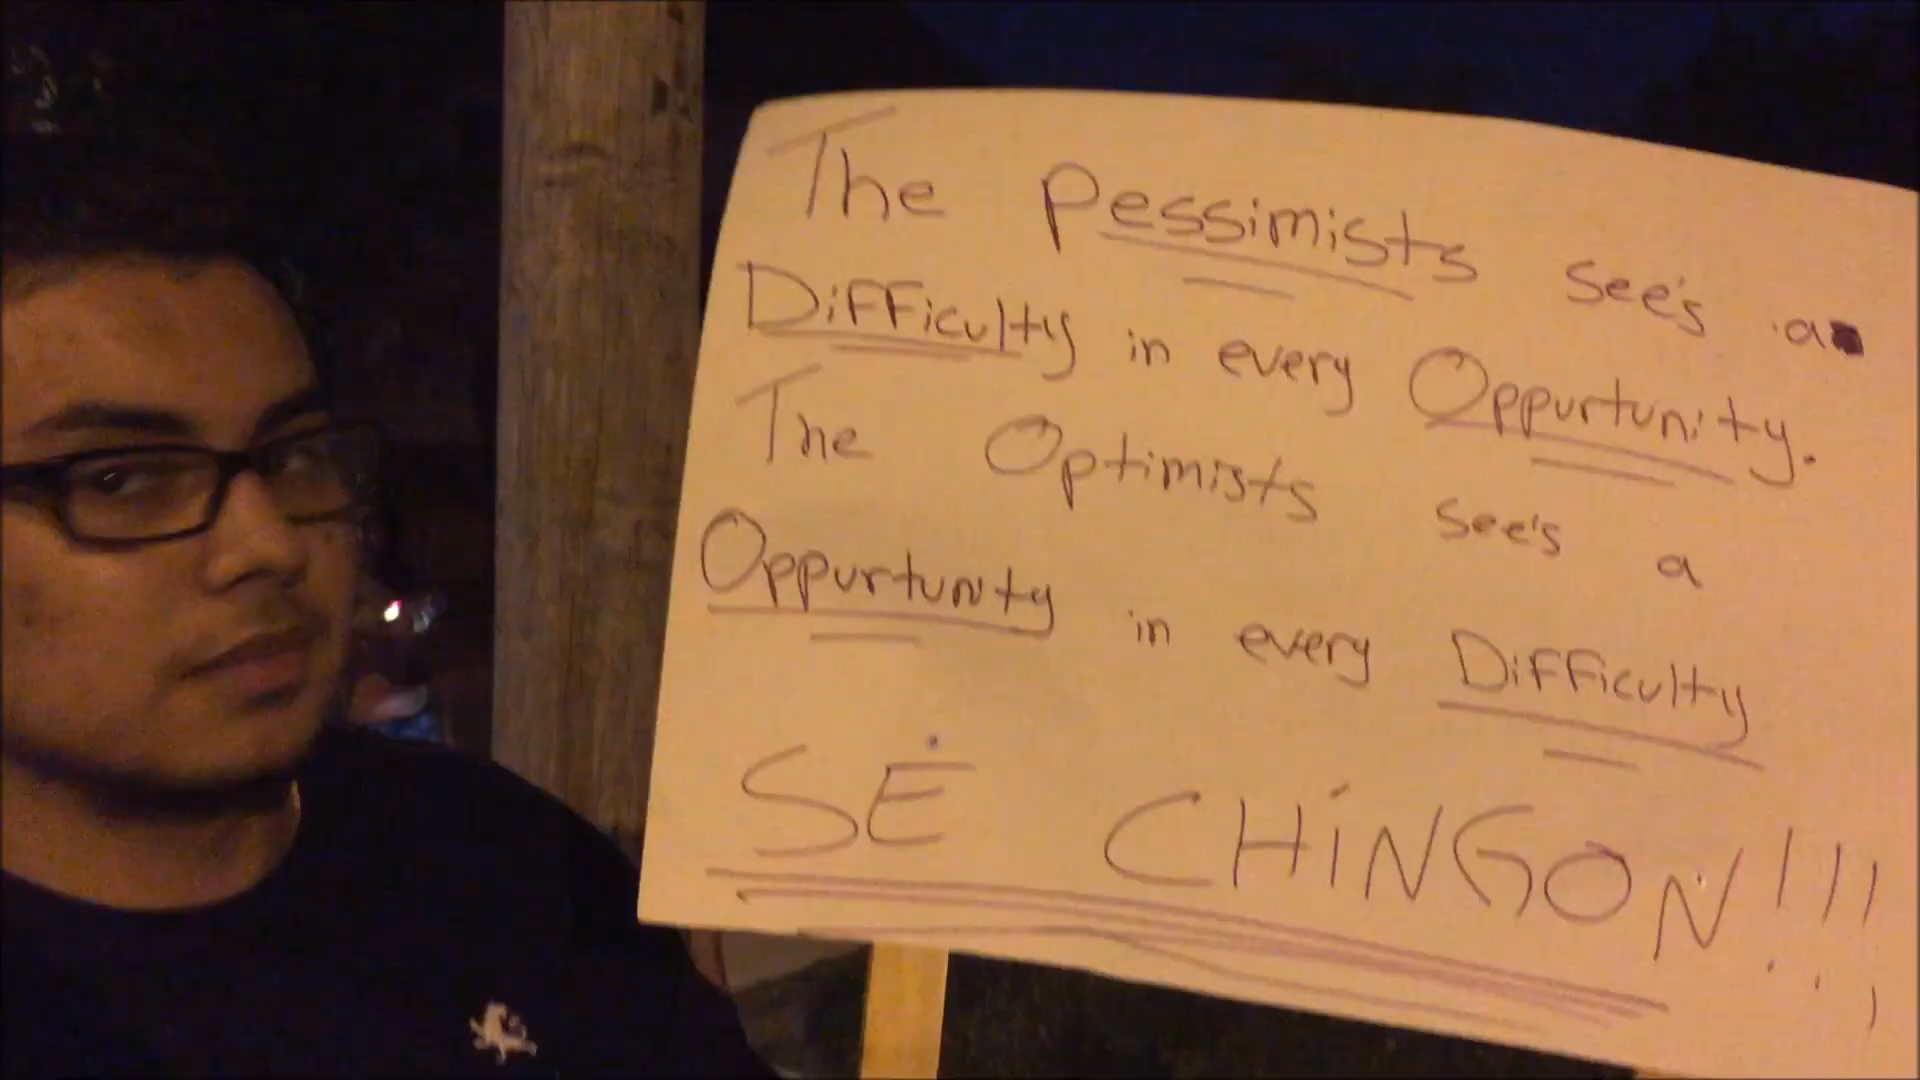 The Pessimists see's a
Difficulty in every Oppurtunity.
The Optimists see's a
Oppurtunity in every Difficulty
SÉ CHiNGON!!!